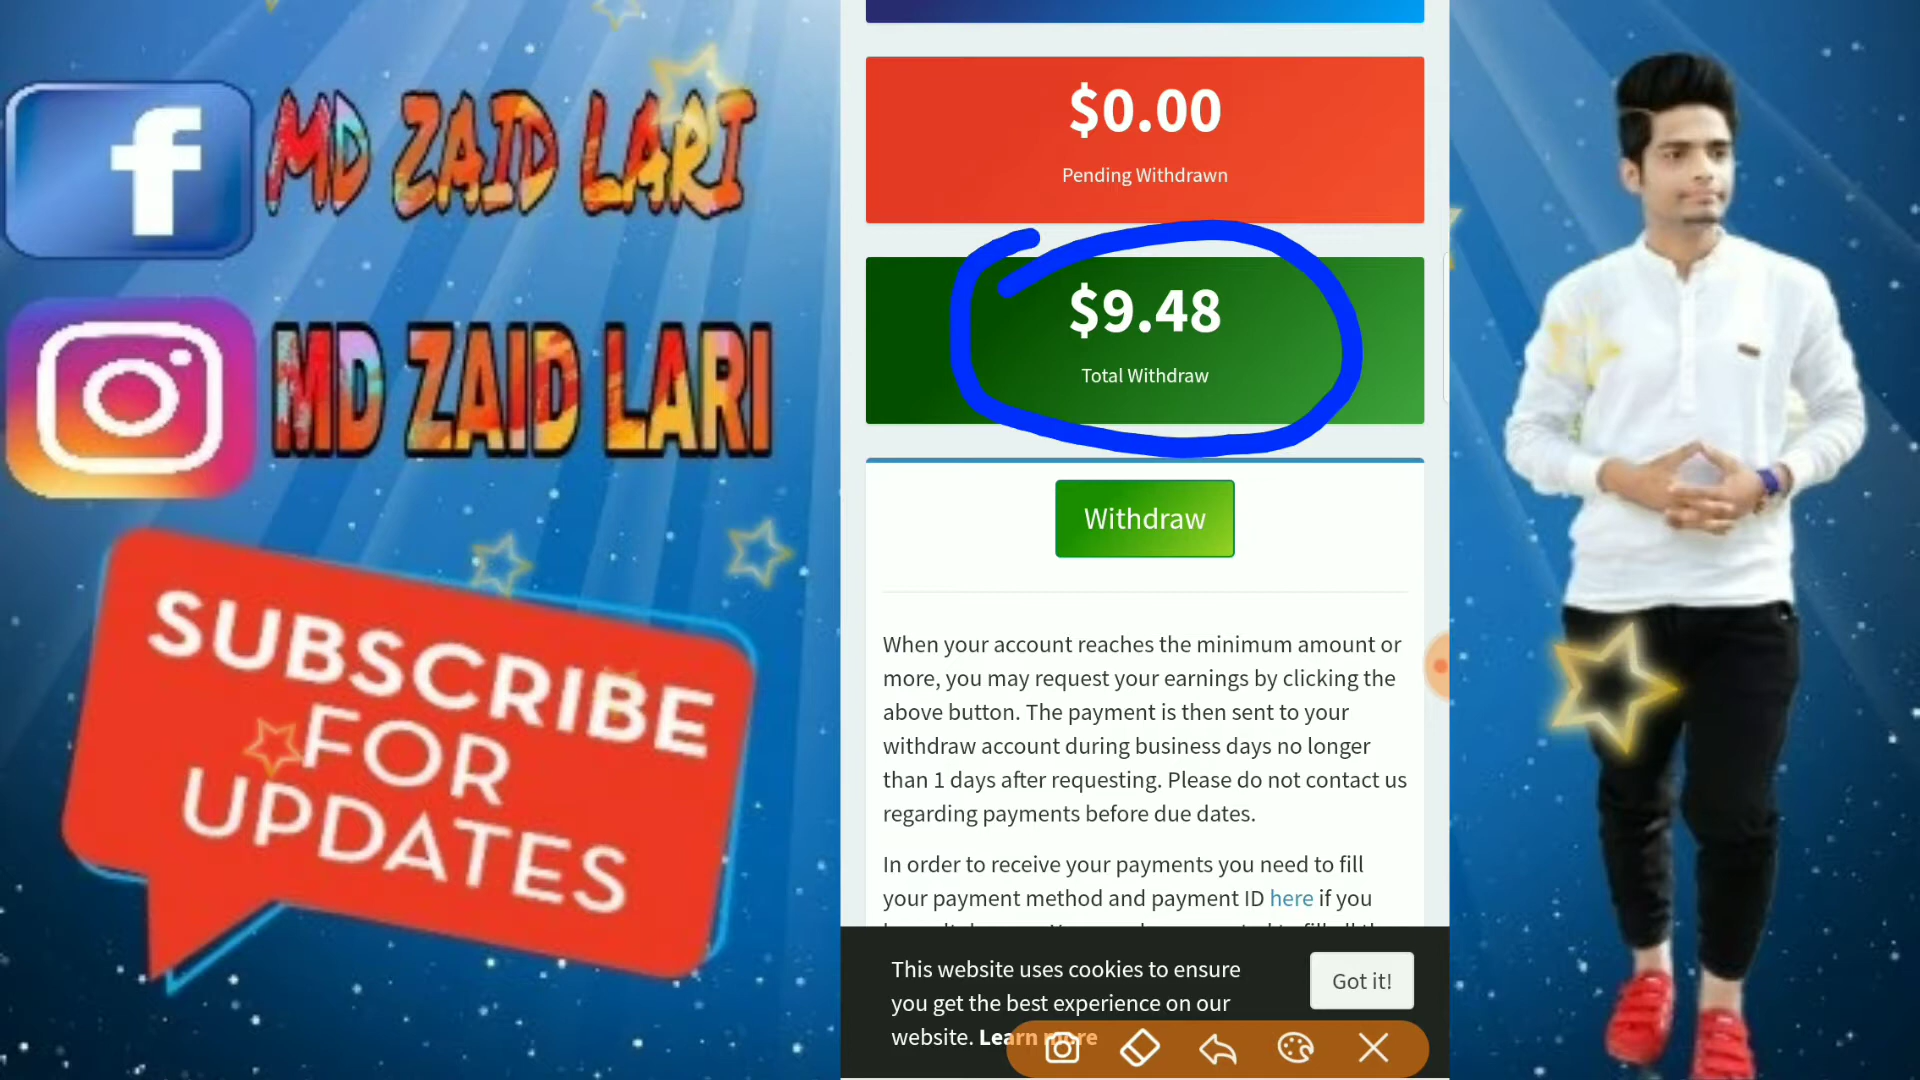 f
MD ZAID LARI
MD ZAID LARI
SUBSCRIBE
FOR
UPDATES
$0.00
Pending Withdrawn
$9.48
Total Withdraw
Withdraw
When your account reaches the minimum amount or
more, you may request your earnings by clicking the
above button. The payment is then sent to your
withdraw account during business days no longer
than 1 days after requesting. Please do not contact us
regarding payments before due dates.
In order to receive your payments you need to fill
your payment method and payment ID here if you
This website uses cookies to ensure
you get the best experience on our
website. Learn more
Got it!